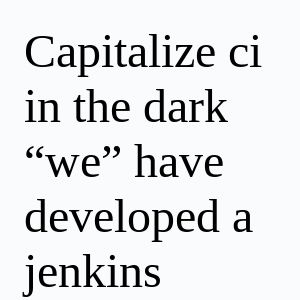 Capitalize ci
in the dark
“we” have
developed a
jenkins